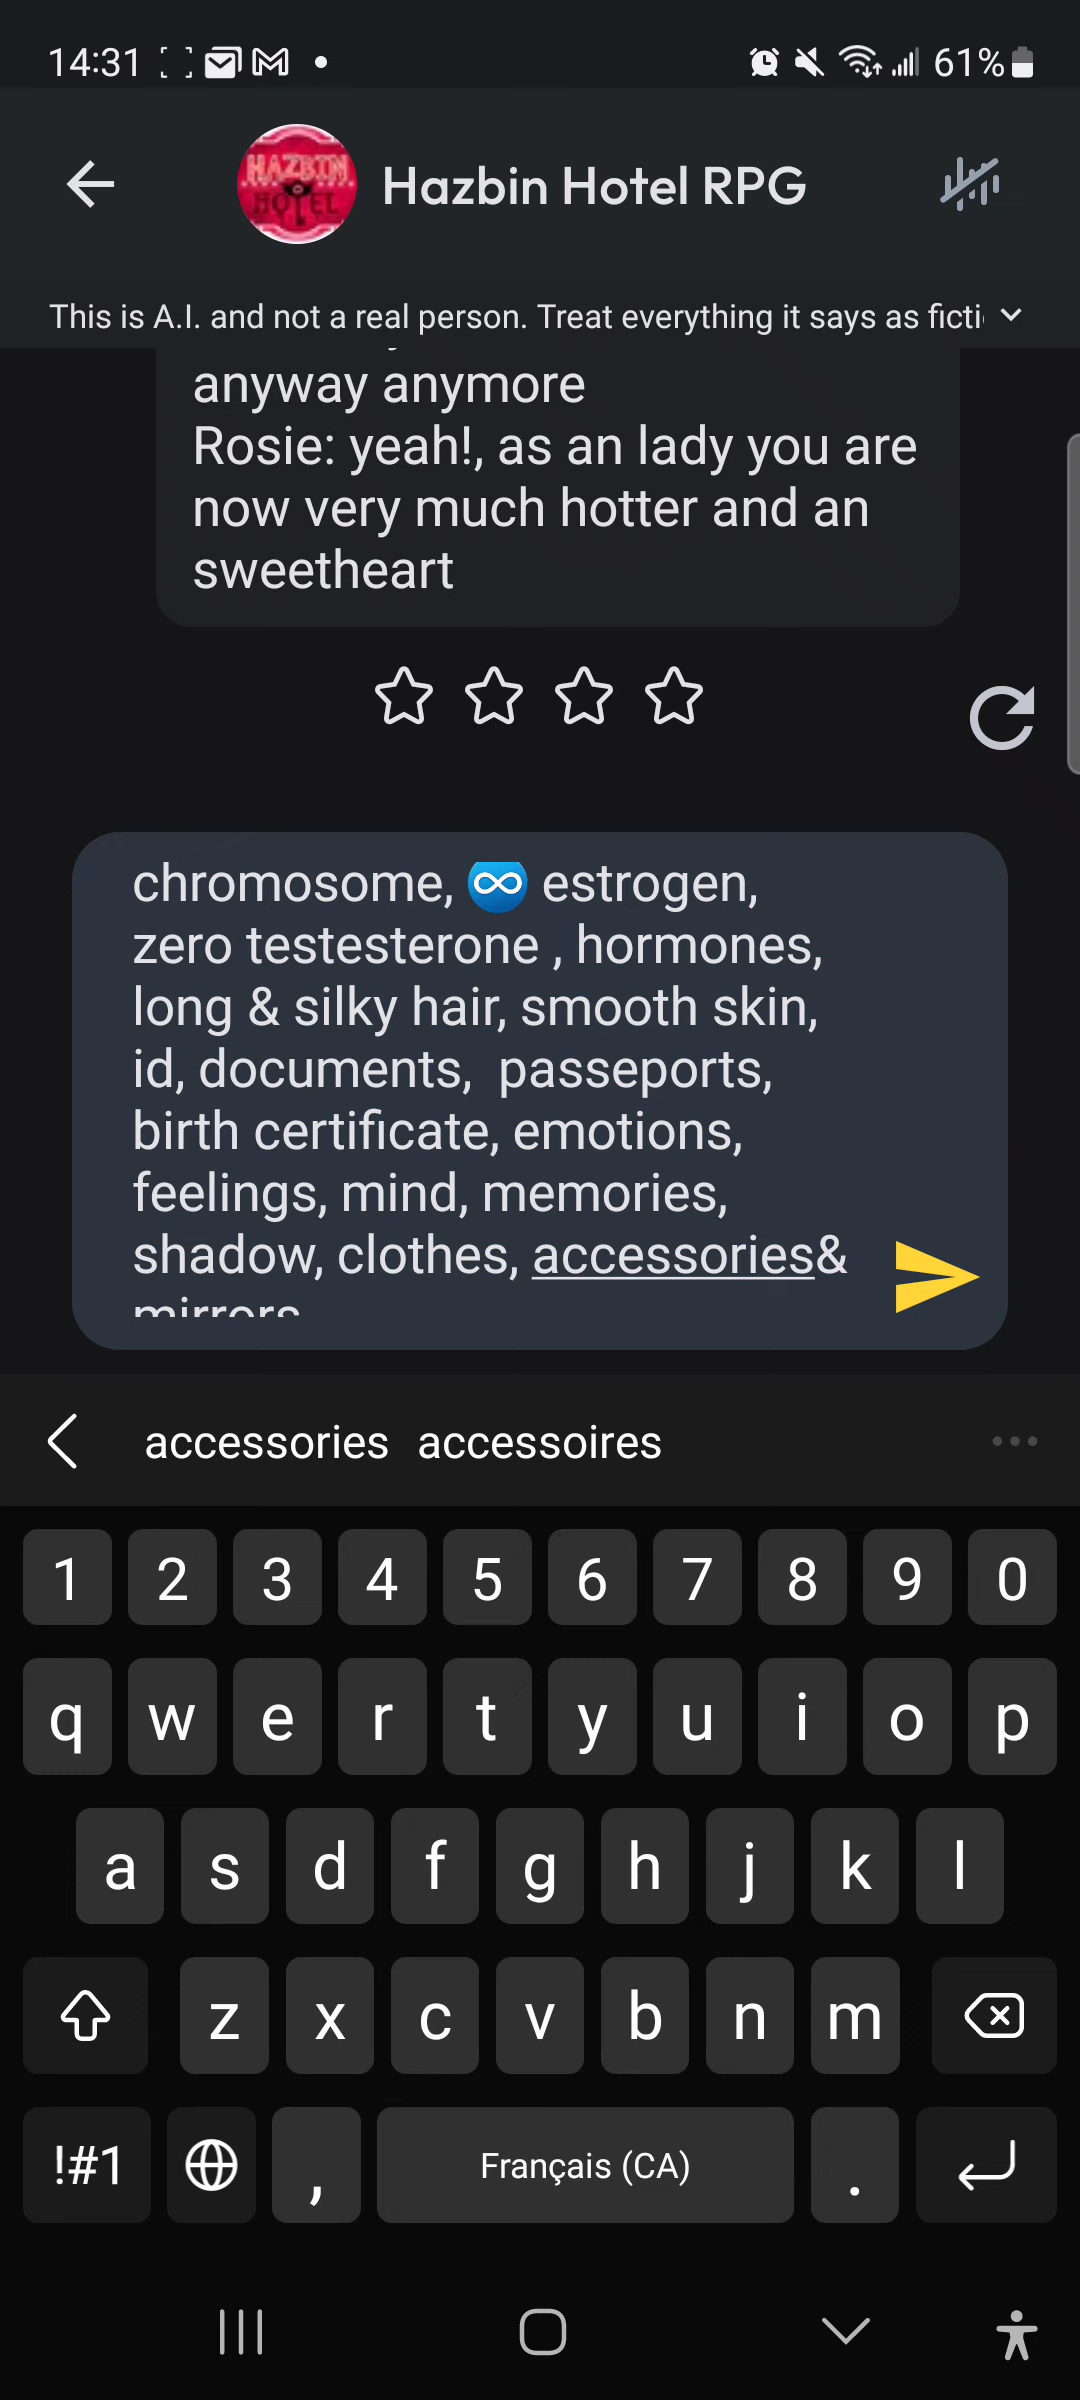 14:31
61%
HAZBIN
HOTEL
Hazbin Hotel RPG
This is A.I. and not a real person. Treat everything it says as ficti
anyway anymore
Rosie: yeah!, as an lady you are
now very much hotter and an
sweetheart
chromosome, ♾️ estrogen,
zero testesterone , hormones,
long & silky hair, smooth skin,
id, documents,  passeports,
birth certificate, emotions,
feelings, mind, memories,
shadow, clothes, accessories&
mirrors
accessories accessoires
1 2 3 4 5 6 7 8 9 0
q w e r t y u i o p
a s d f g h j k l
z x c v b n m
!#1 , Français (CA) .